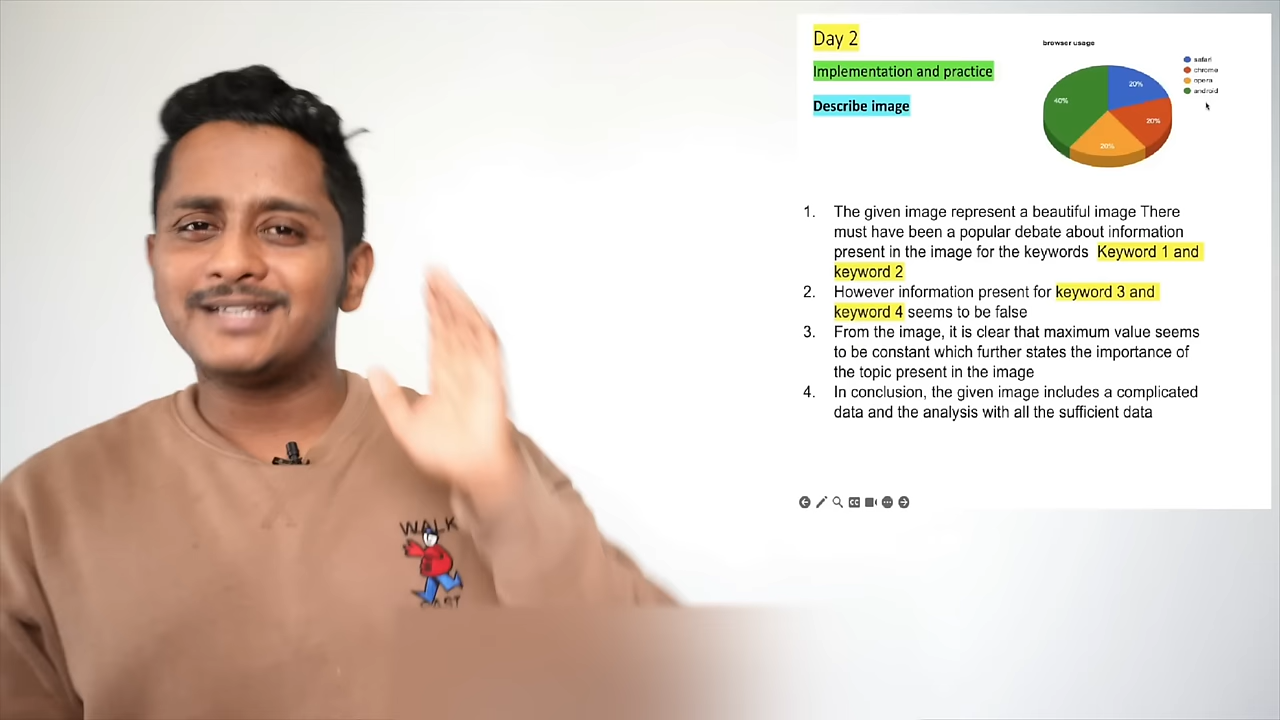 Day 2
Implementation and practice
Describe image
browser usage
safari
chrome
opera
android
20%
20%
20%
40%
1. The given image represent a beautiful image There
must have been a popular debate about information
present in the image for the keywords Keyword 1 and
keyword 2
2. However information present for keyword 3 and
keyword 4 seems to be false
3. From the image, it is clear that maximum value seems
to be constant which further states the importance of
the topic present in the image
4. In conclusion, the given image includes a complicated
data and the analysis with all the sufficient data
CC
WALK